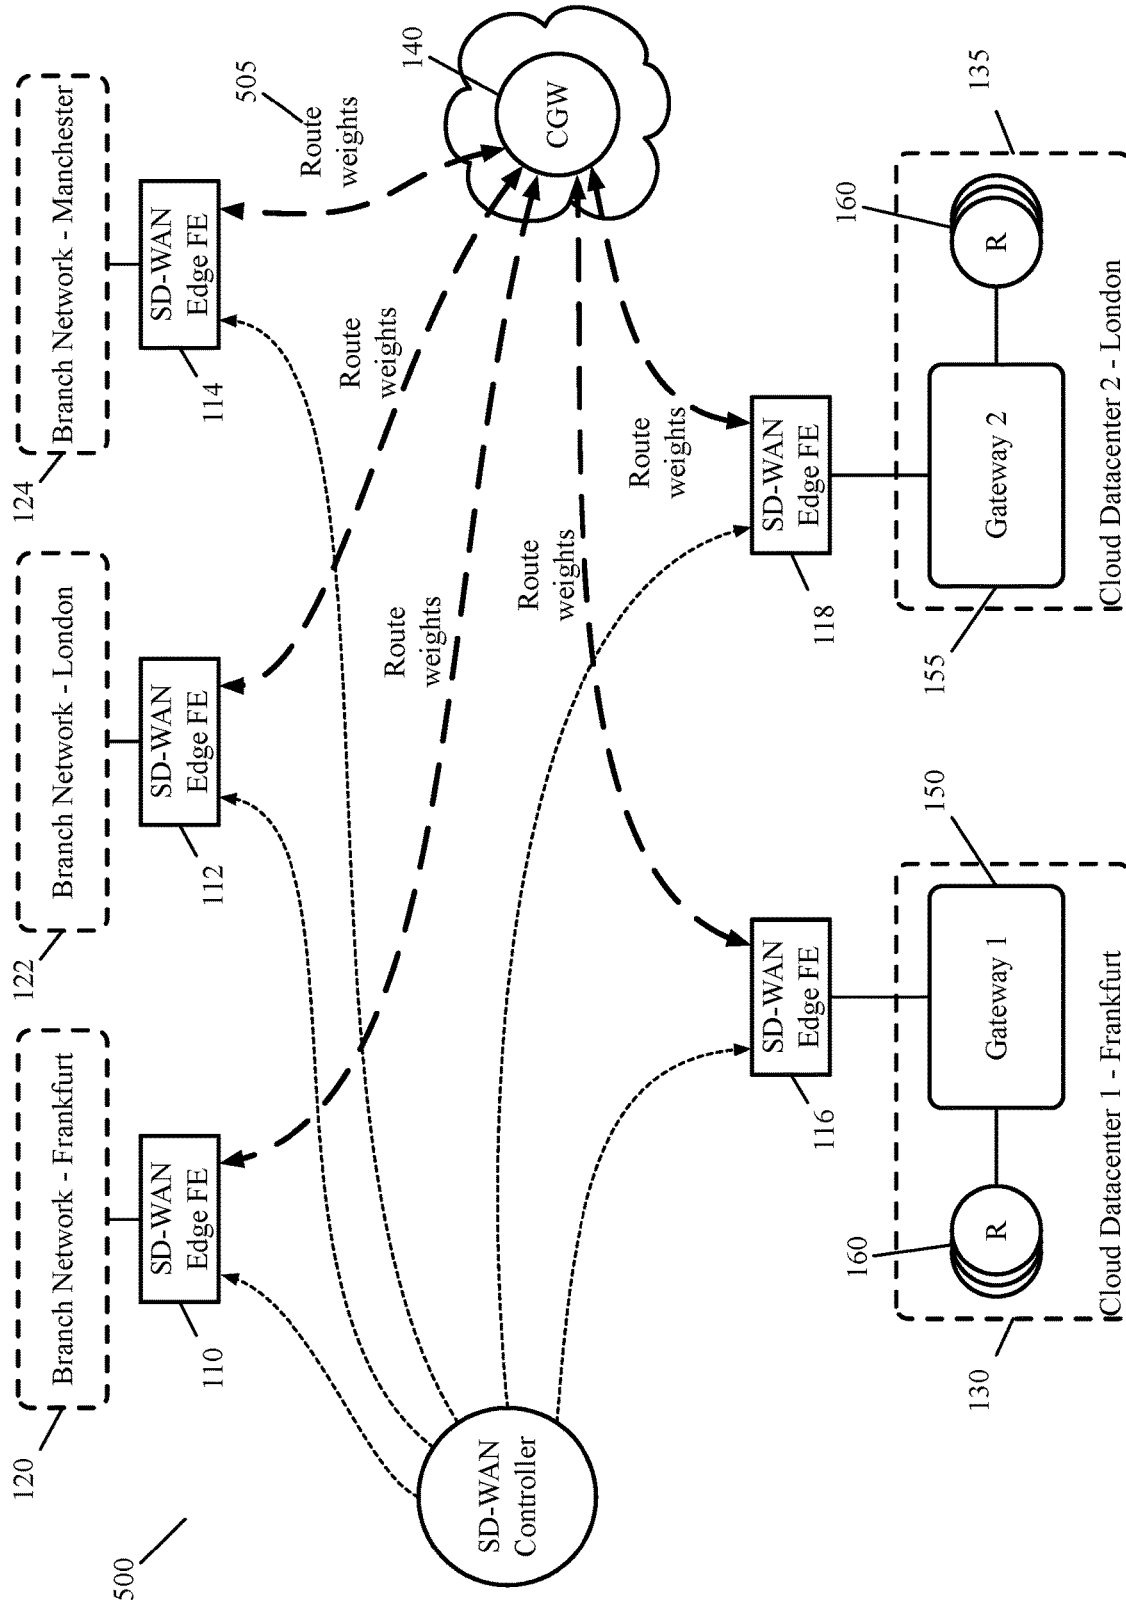 500
120
122
124
Branch Network - Frankfurt
Branch Network - London
Branch Network - Manchester
SD-WAN
Edge FE
110
SD-WAN
Edge FE
112
SD-WAN
Edge FE
114
505
Route
weights
Route
weights
Route
weights
140
CGW
SD-WAN
Controller
Route
weights
Route
weights
SD-WAN
Edge FE
116
SD-WAN
Edge FE
118
160
150
155
160
R
Gateway 1
Gateway 2
R
130
135
Cloud Datacenter 1 - Frankfurt
Cloud Datacenter 2 - London